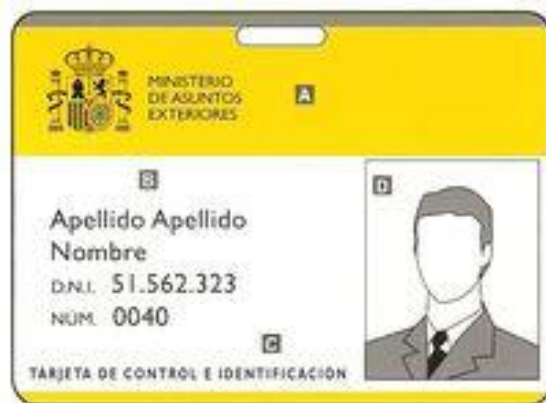 MINISTERIO
DE ASUNTOS
EXTERIORES
A
B
D
Apellido Apellido
Nombre
D.N.I. 51.562.323
NÚM. 0040
C
TARJETA DE CONTROL E IDENTIFICACIÓN